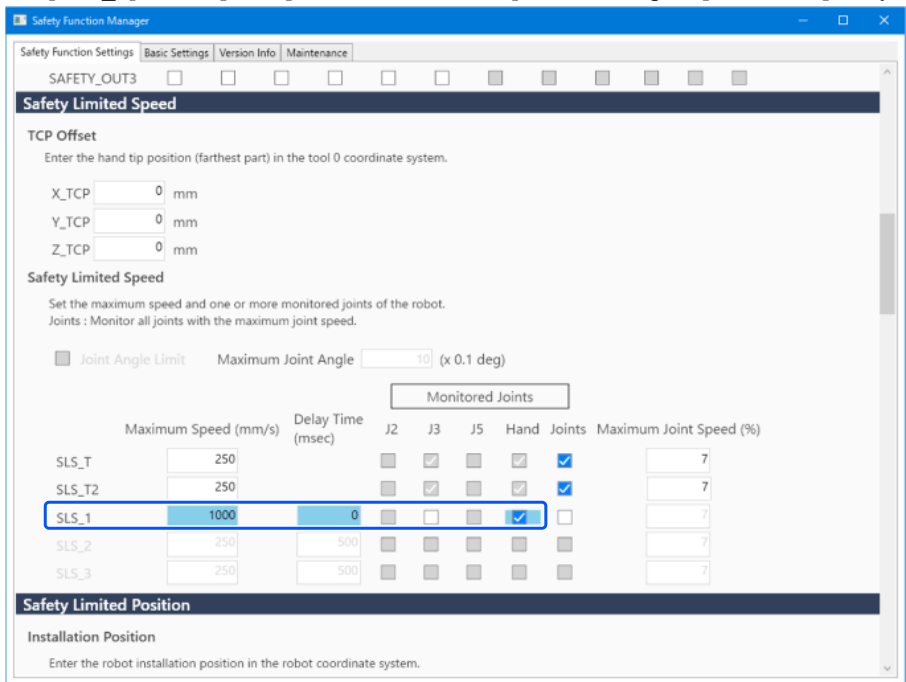 Safety Function Manager
Safety Function Settings Basic Settings Version Info Maintenance
SAFETY_OUT3
Safety Limited Speed
TCP Offset
Enter the hand tip position (farthest part) in the tool 0 coordinate system.
X_TCP 0 mm
Y_TCP 0 mm
Z_TCP 0 mm
Safety Limited Speed
Set the maximum speed and one or more monitored joints of the robot.
Joints : Monitor all joints with the maximum joint speed.
Joint Angle Limit Maximum Joint Angle 10 (x 0.1 deg)
Monitored Joints
Maximum Speed (mm/s) Delay Time (msec) J2 J3 J5 Hand Joints Maximum Joint Speed (%)
SLS_T 250 7
SLS_T2 250 7
SLS_1 1000 0 7
SLS_2 250 500 7
SLS_3 250 500 7
Safety Limited Position
Installation Position
Enter the robot installation position in the robot coordinate system.